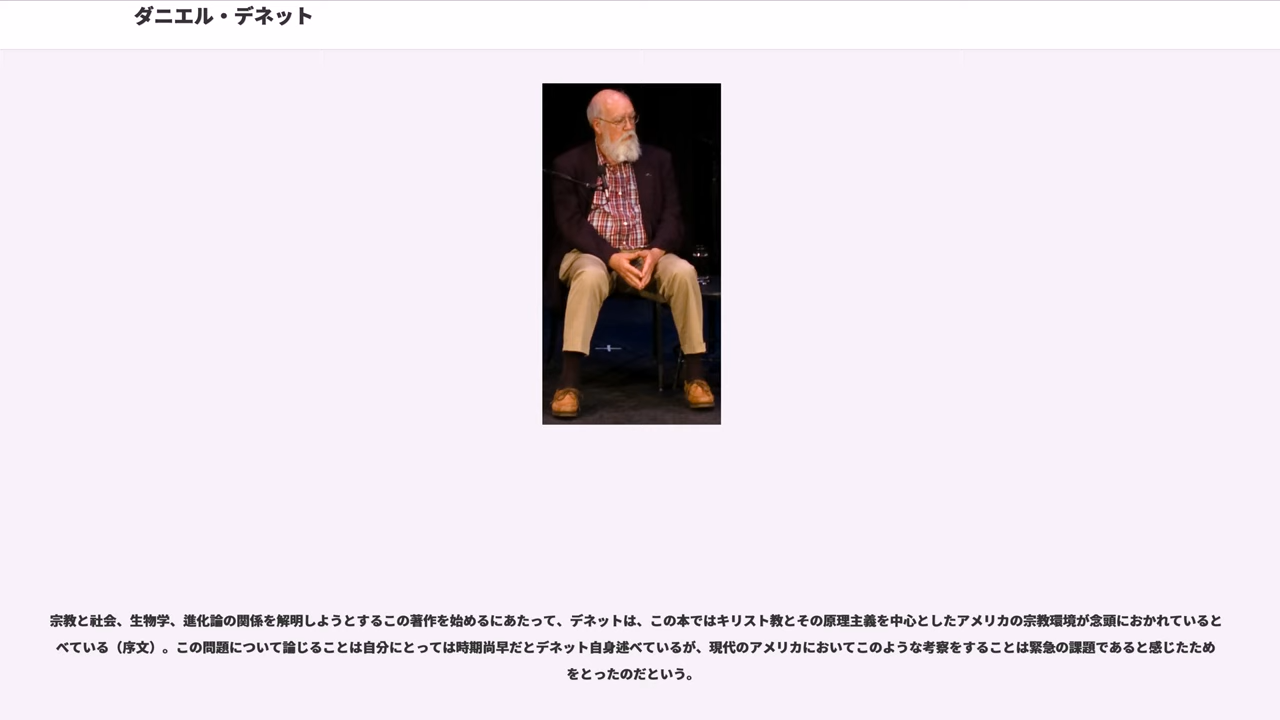 ダニエル・デネット
宗教と社会、生物学、進化論の関係を解明しようとするこの著作を始めるにあたって、デネットは、この本ではキリスト教とその原理主義を中心としたアメリカの宗教環境が念頭におかれていると
べている（序文）。この問題について論じることは自分にとっては時期尚早だとデネット自身述べているが、現代のアメリカにおいてこのような考察をすることは緊急の課題であると感じたため
をとったのだという。